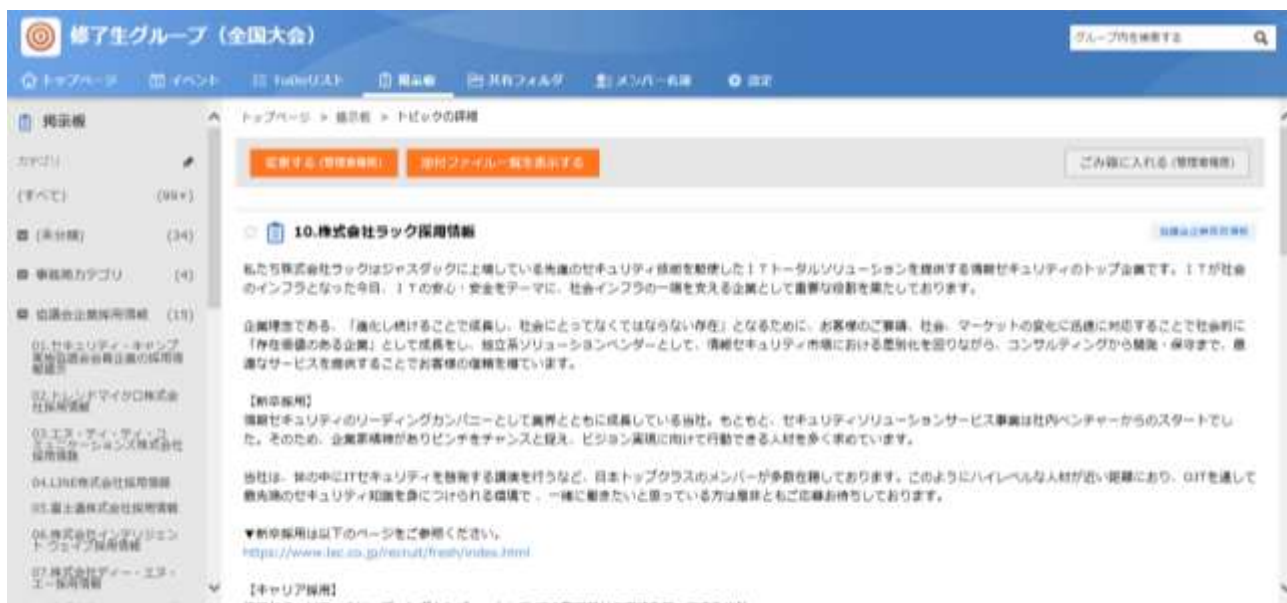 修了生グループ（全国大会）
グループ内を検索する
トップページ イベント ToDoリスト 掲示板 共有フォルダ メンバー名簿 設定
掲示板
カテゴリ
(すべて) (99+)
(未分類) (34)
事務局カテゴリ (4)
協議会企業採用情報 (15)
01.セキュリティ・キャンプ
実施協議会会員企業の採用情
報掲示
02.トレンドマイクロ株式会
社採用情報
03.エヌ・ティ・ティ・コ
ミュニケーションズ株式会社
採用情報
04.LINE株式会社採用情報
05.富士通株式会社採用情報
06.株式会社インテリジェン
ト ウェイブ採用情報
07.株式会社ディー・エヌ・
エー採用情報
トップページ > 掲示板 > トピックの詳細
変更する (管理者権限) 添付ファイル一覧を表示する ごみ箱に入れる (管理者権限)
10.株式会社ラック採用情報 協議会企業採用情報
私たち株式会社ラックはジャスダックに上場している先進のセキュリティ技術を駆使したＩＴトータルソリューションを提供する情報セキュリティのトップ企業です。ＩＴが社会
のインフラとなった今日、ＩＴの安心・安全をテーマに、社会インフラの一端を支える企業として重要な役割を果たしております。
企業理念である、「進化し続けることで成長し、社会にとってなくてはならない存在」となるために、お客様のご要請、社会、マーケットの変化に迅速に対応することで社会的に
「存在価値のある企業」として成長をし、独立系ソリューションベンダーとして、情報セキュリティ市場における差別化を図りながら、コンサルティングから開発・保守まで、最
適なサービスを提供することでお客様の信頼を得ています。
【新卒採用】
情報セキュリティのリーディングカンパニーとして業界とともに成長している当社。もともと、セキュリティソリューションサービス事業は社内ベンチャーからのスタートでし
た。そのため、企業家精神がありピンチをチャンスと捉え、ビジョン実現に向けて行動できる人材を多く求めています。
当社は、世の中にITセキュリティを啓発する講演を行うなど、日本トップクラスのメンバーが多数在籍しております。このようにハイレベルな人材が近い距離におり、OJTを通して
最先端のセキュリティ知識を身につけられる環境で、一緒に働きたいと思っている方は是非ともご応募お待ちしております。
▼新卒採用は以下のページをご参照ください。
https://www.lac.co.jp/recruit/fresh/index.html
【キャリア採用】